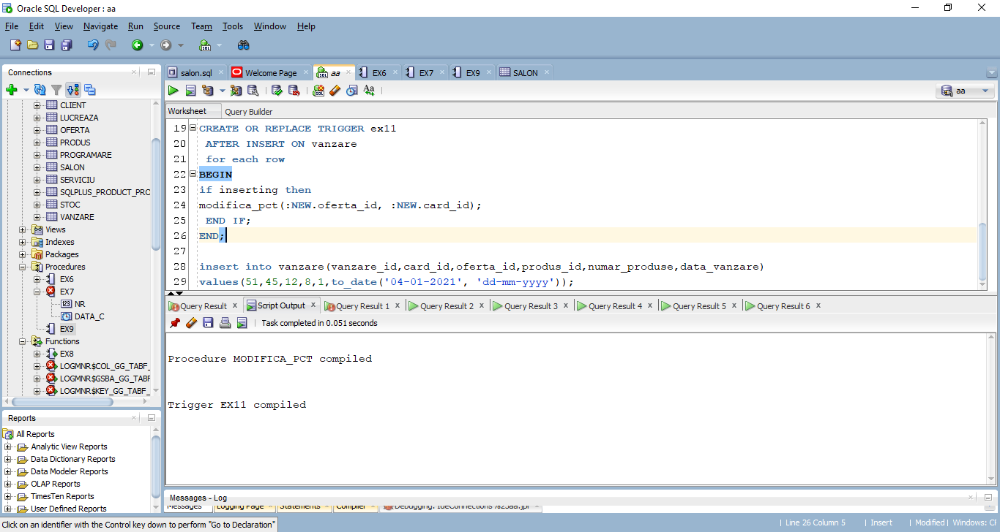 Oracle SQL Developer : aa
File Edit View Navigate Run Source Team Tools Window Help
Connections
CLIENT
LUCREAZA
OFERTA
PRODUS
PROGRAMARE
SALON
SERVICIU
SQLPLUS_PRODUCT_PRO
STOC
VANZARE
Views
Indexes
Packages
Procedures
EX6
EX7
NR
DATA_C
EX9
Functions
EX8
LOGMNR$COL_GG_TABF_
LOGMNR$GSBA_GG_TABF
LOGMNR$KEY_GG_TABF_
Reports
All Reports
Analytic View Reports
Data Dictionary Reports
Data Modeler Reports
OLAP Reports
TimesTen Reports
User Defined Reports
salon.sql Welcome Page aa EX6 EX7 EX9 SALON
aa
Worksheet Query Builder
19 CREATE OR REPLACE TRIGGER ex11
20 AFTER INSERT ON vanzare
21 for each row
22 BEGIN
23 if inserting then
24 modifica_pct(:NEW.oferta_id, :NEW.card_id);
25 END IF;
26 END;
27
28 insert into vanzare(vanzare_id,card_id,oferta_id,produs_id,numar_produse,data_vanzare)
29 values(51,45,12,8,1,to_date('04-01-2021', 'dd-mm-yyyy'));
Query Result Script Output Query Result 1 Query Result 2 Query Result 3 Query Result 4 Query Result 5 Query Result 6
Task completed in 0.051 seconds
Procedure MODIFICA_PCT compiled
Trigger EX11 compiled
Messages - Log
Messages Logging Page Statements Compiler Debugging: IdeConnections%23aa.jpr
Click on an identifier with the Control key down to perform "Go to Declaration"
Line 26 Column 5 Insert Modified Windows: CF